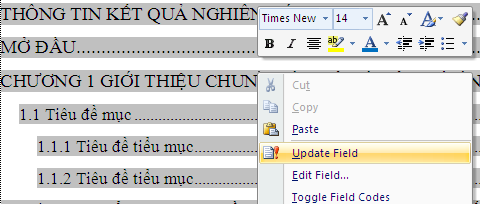 THÔNG TIN KẾT QUẢ NGHIÊN
Times New 14 A A
MỞ ĐẦU
B I ab A
CHƯƠNG 1 GIỚI THIỆU CHUN
Cut
1.1 Tiêu đề mục
Copy
Paste
1.1.1 Tiêu đề tiểu mục
Update Field
1.1.2 Tiêu đề tiểu mục
Edit Field...
Toggle Field Codes